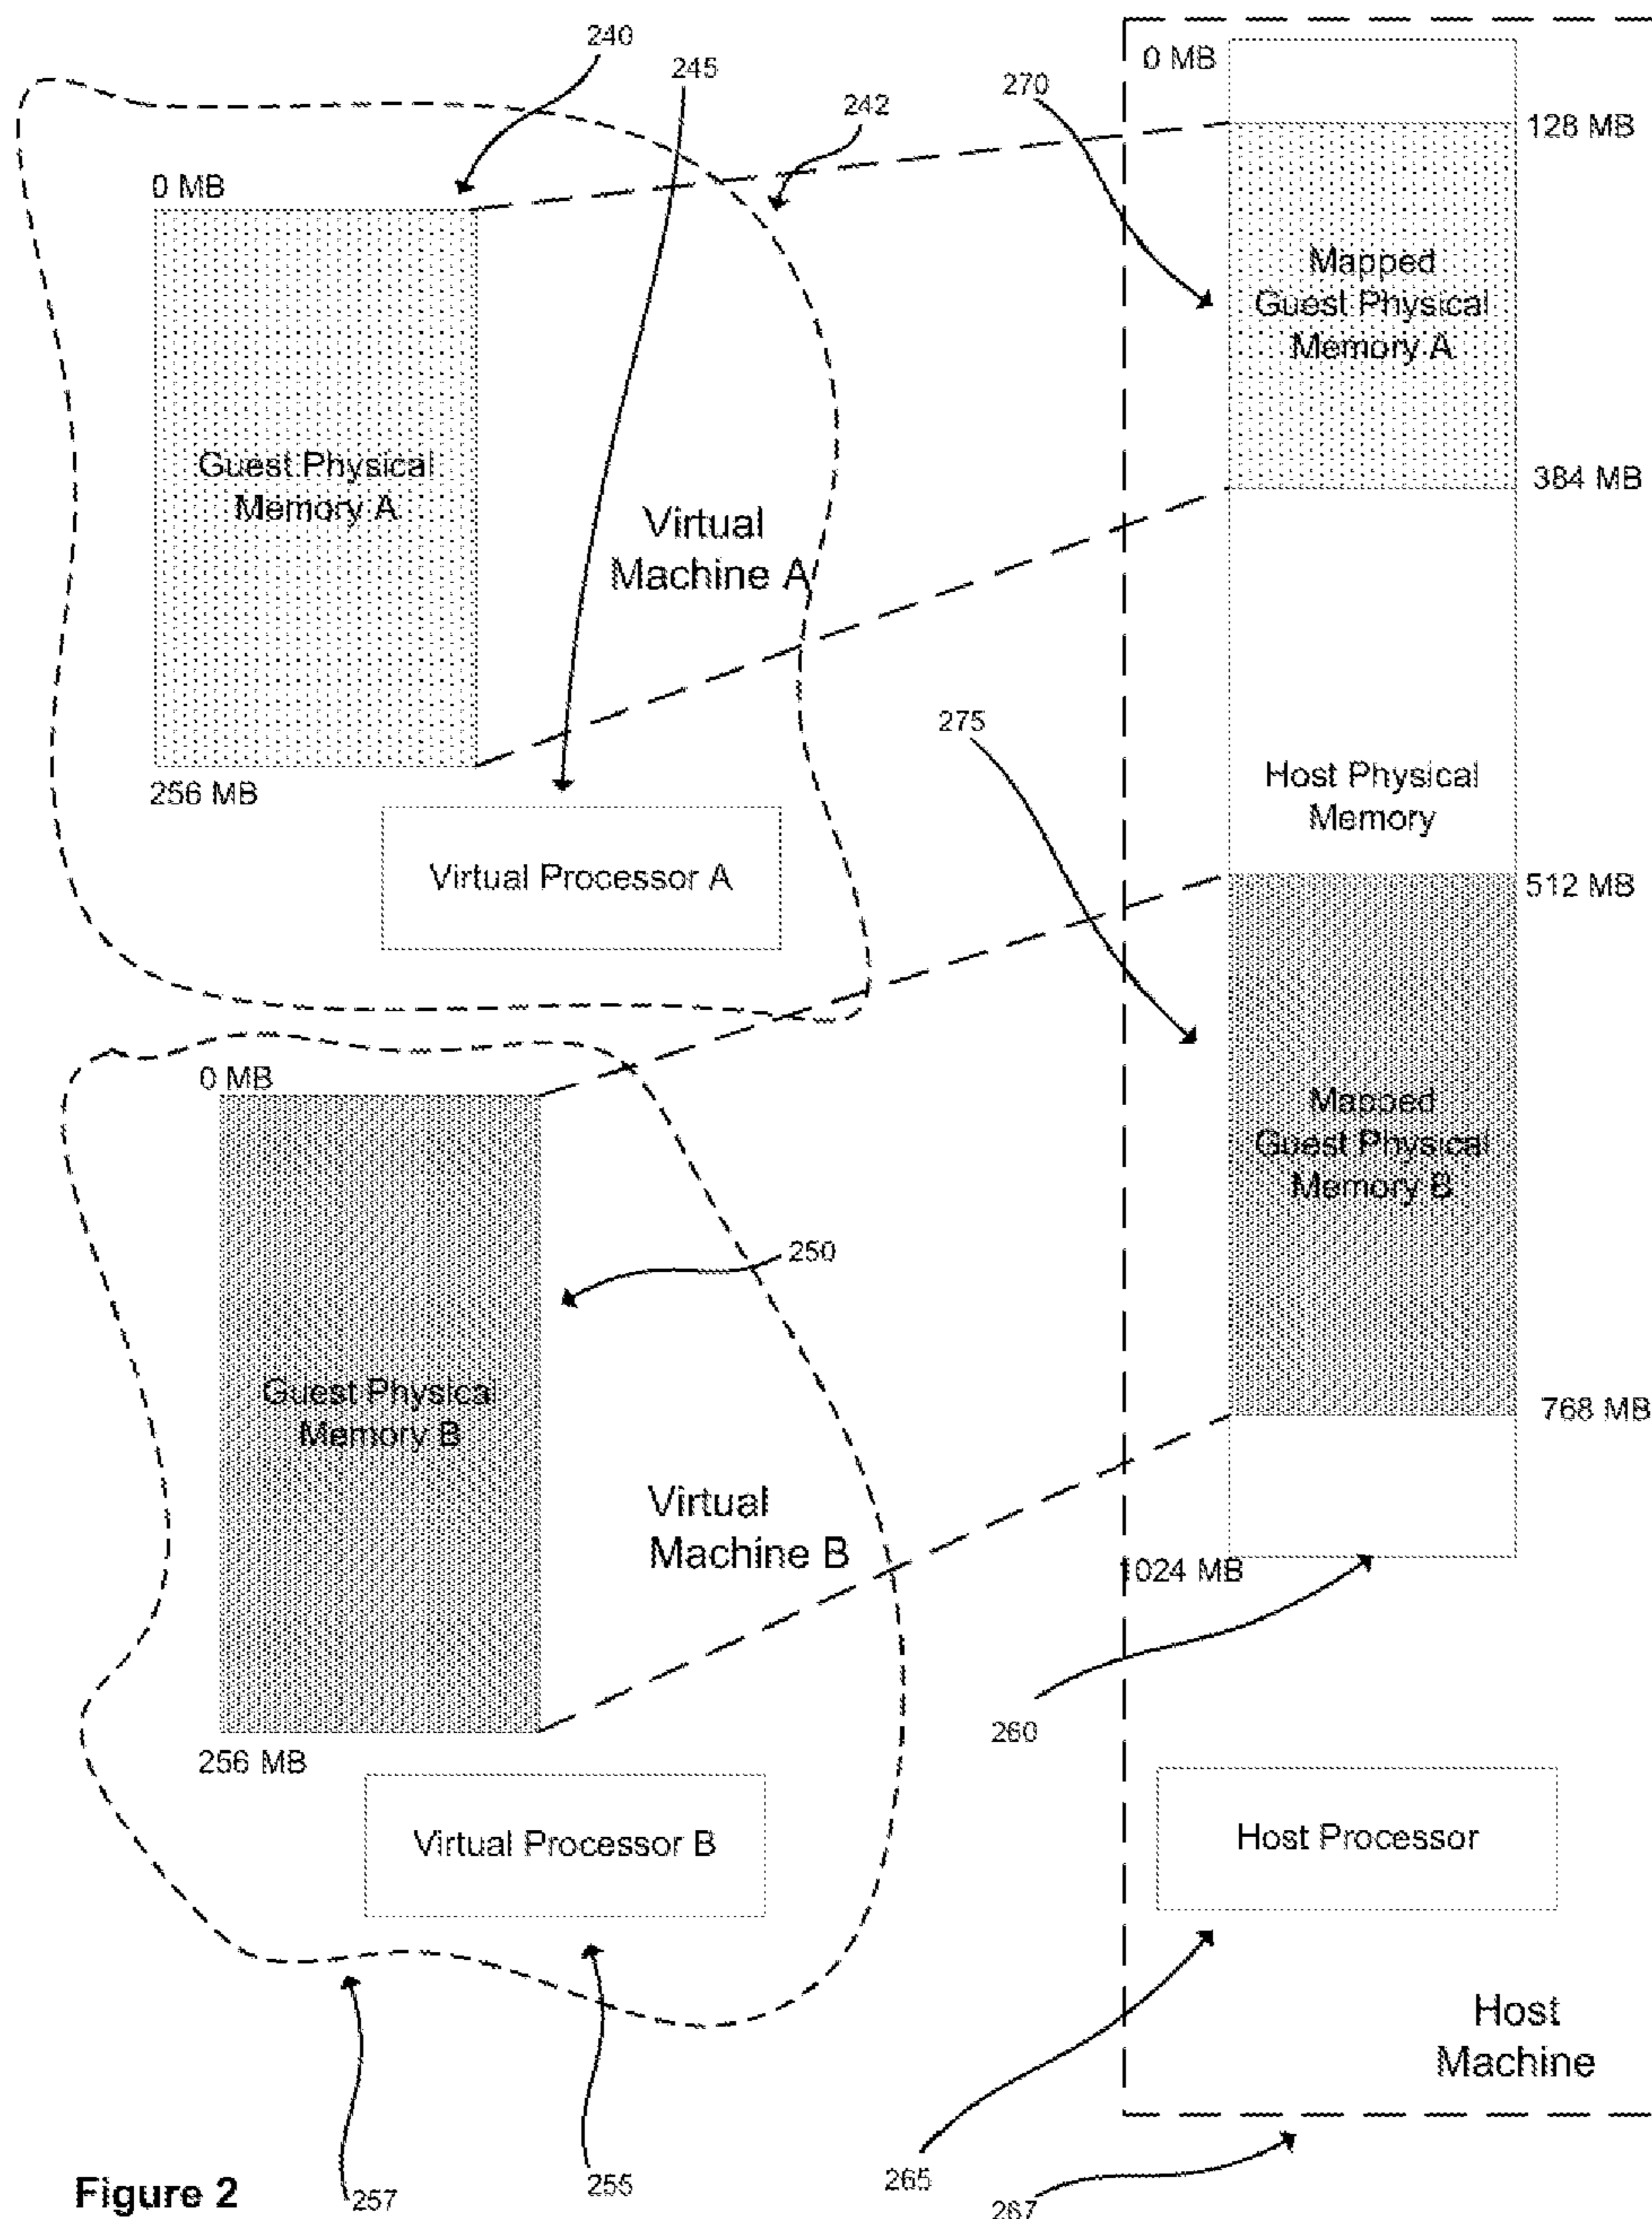 240
245
242
270
0 MB
128 MB
0 MB
Mapped
Guest Physical
Memory A
Guest Physical
Memory A
384 MB
Virtual
Machine A
275
256 MB
Host Physical
Memory
Virtual Processor A
512 MB
0 MB
Mapped
Guest Physical
Memory B
250
Guest Physical
Memory B
768 MB
Virtual
Machine B
1024 MB
260
256 MB
Virtual Processor B
Host Processor
Host
Machine
Figure 2
257
255
265
267